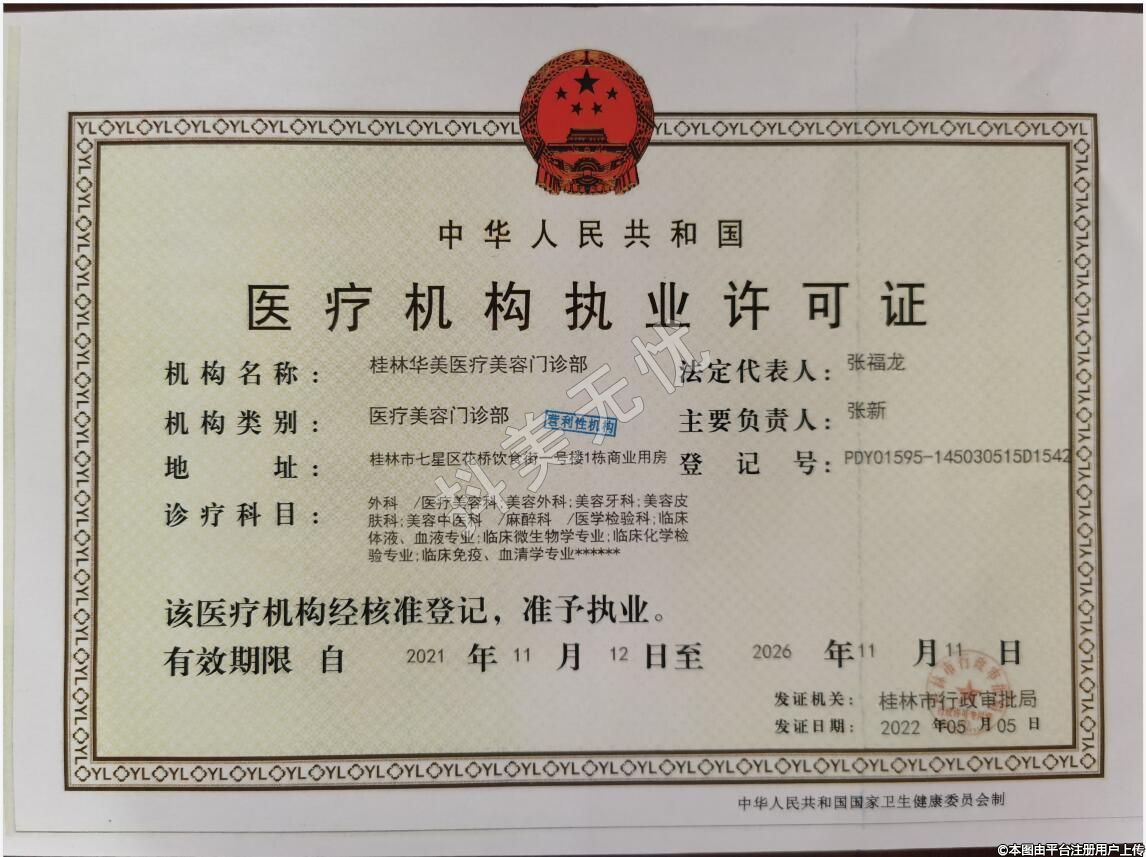 中华人民共和国
医疗机构执业许可证
机构名称： 桂林华美医疗美容门诊部 法定代表人： 张福龙
机构类别： 医疗美容门诊部 营利性机构 主要负责人： 张新
地址： 桂林市七星区花桥饮食街一号楼1栋商业用房 登记号： PDY01595-145030515D1542
诊疗科目： 外科 /医疗美容科;美容外科;美容牙科;美容皮
肤科;美容中医科 /麻醉科 /医学检验科;临床
体液、血液专业;临床微生物学专业;临床化学检
验专业;临床免疫、血清学专业******
抖美无忧
该医疗机构经核准登记，准予执业。
有效期限 自 2021 年 11 月 12 日至 2026 年 11 月 11 日
发证机关： 桂林市行政审批局
发证日期： 2022 年 05 月 05 日
中华人民共和国国家卫生健康委员会制
©本图由平台注册用户上传